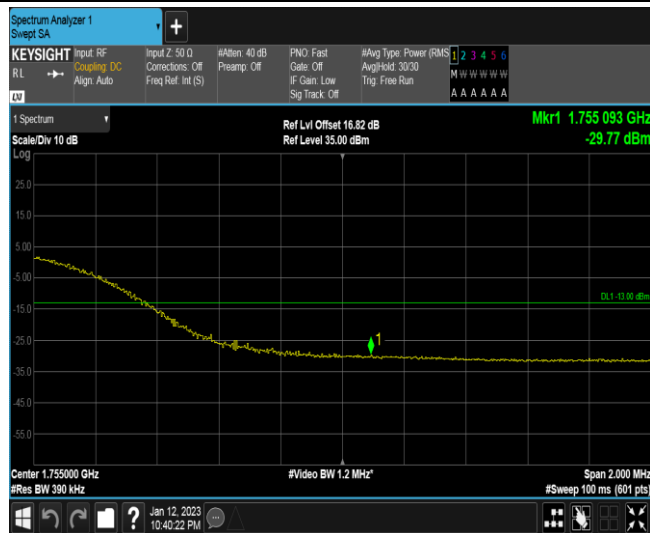 Spectrum Analyzer 1
Swept SA
+
KEYSIGHT
RL
LXI
Input: RF
Coupling: DC
Align: Auto
Input Z: 50 Ω
Corrections: Off
Freq Ref: Int (S)
#Atten: 40 dB
Preamp: Off
PNO: Fast
Gate: Off
IF Gain: Low
Sig Track: Off
#Avg Type: Power (RMS
Avg|Hold: 30/30
Trig: Free Run
1 2 3 4 5 6
M W W W W W
A A A A A A
1 Spectrum
Scale/Div 10 dB
Log
Ref Lvl Offset 16.82 dB
Ref Level 35.00 dBm
Mkr1 1.755 093 GHz
-29.77 dBm
25.0
15.0
5.00
-5.00
DL1 -13.00 dBm
-15.0
-25.0
1
-35.0
-45.0
-55.0
Center 1.755000 GHz
#Res BW 390 kHz
#Video BW 1.2 MHz*
Span 2.000 MHz
#Sweep 100 ms (601 pts)
?
Jan 12, 2023
10:40:22 PM